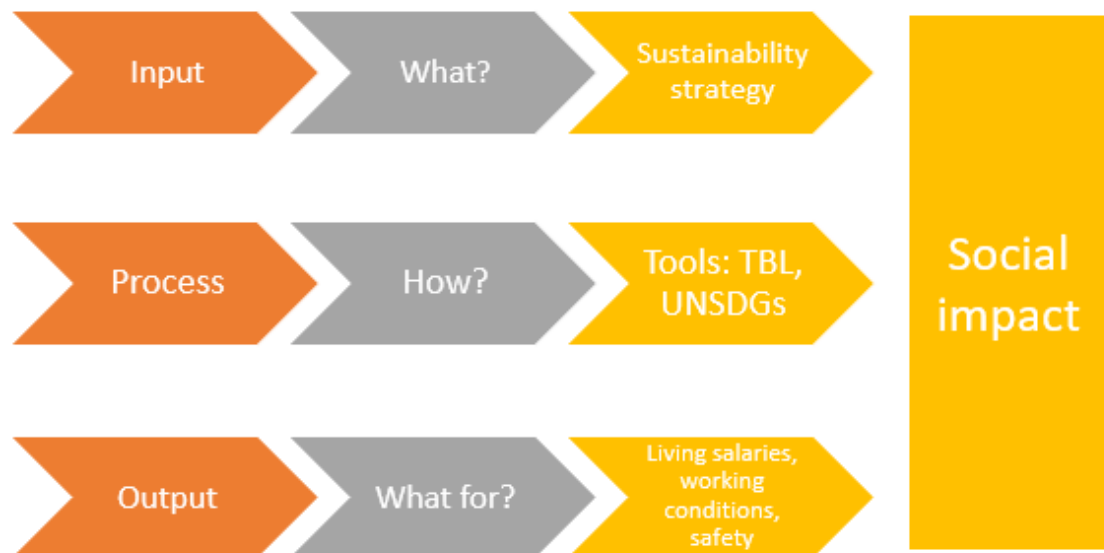 Input
What?
Sustainability
strategy
Process
How?
Tools: TBL,
UNSDGs
Output
What for?
Living salaries,
working
conditions,
safety
Social
impact